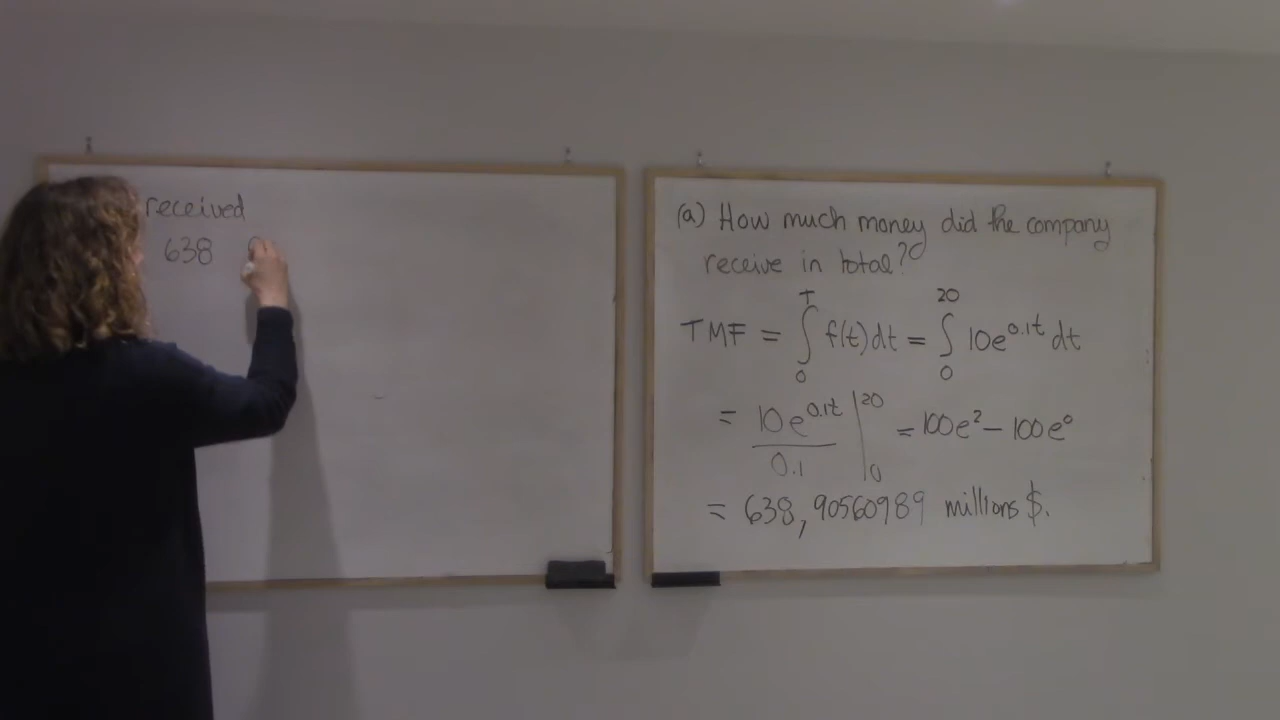 received
638
(a) How much money did the company
receive in total?
TMF = ∫₀ᵀ f(t)dt = ∫₀²⁰ 10e^0.1t dt
= 10e^0.1t / 0.1 |₀²⁰ = 100e² − 100e⁰
= 638,90560989 millions $.